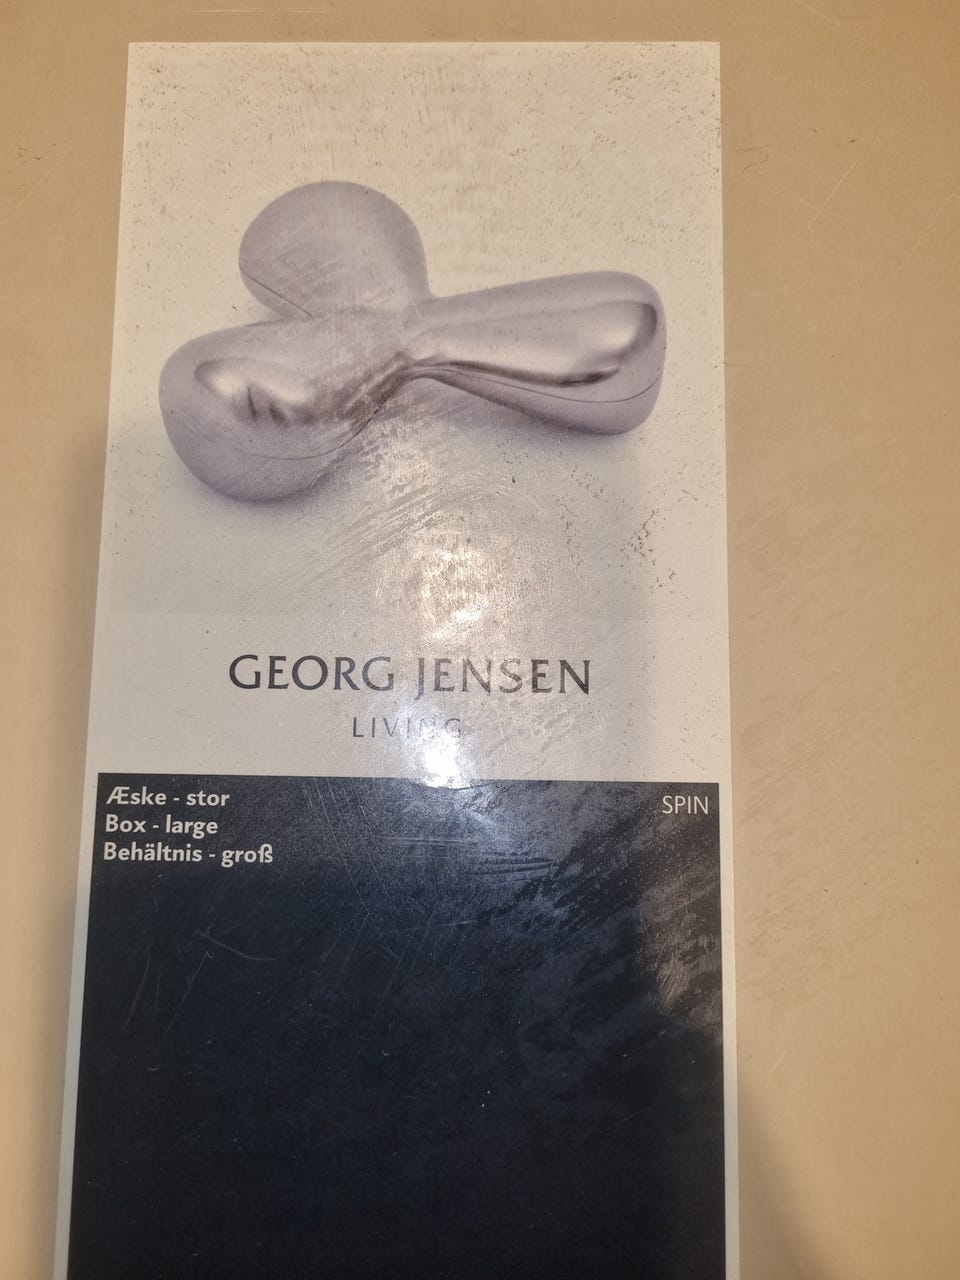 GEORG JENSEN
LIVING
Æske - stor
Box - large
Behältnis - groß
SPIN